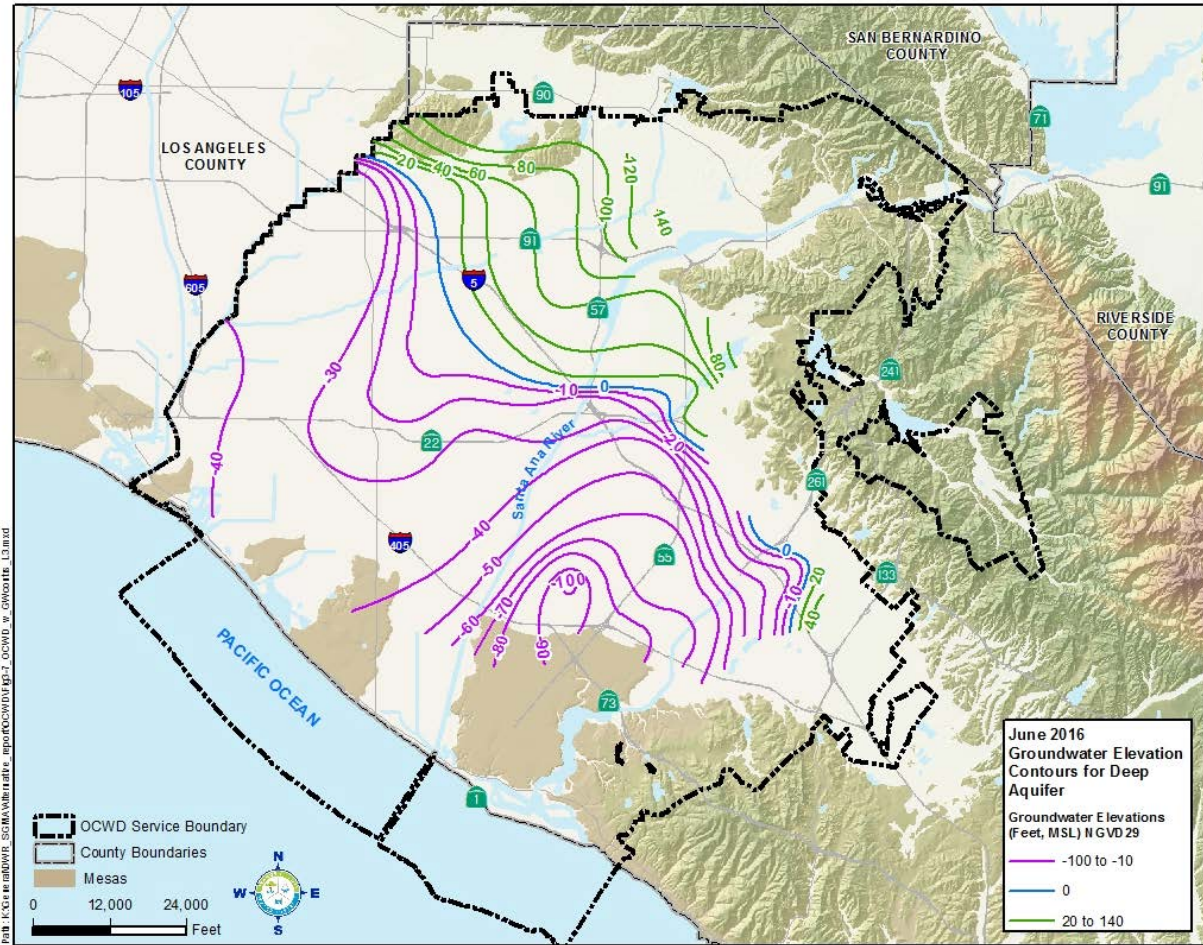 SAN BERNARDINO
COUNTY
105
90
71
LOS ANGELES
COUNTY
91
20
40
60
80
120
100
140
91
605
5
57
RIVERSIDE
COUNTY
-30
80
241
-10
0
-40
22
-20
Santa Ana River
261
-40
405
-50
55
0
-100
133
-10
20
-60
-70
40
-80
-90
PACIFIC OCEAN
73
1
June 2016
Groundwater Elevation
Contours for Deep
Aquifer
Groundwater Elevations
(Feet, MSL) NGVD29
-100 to -10
0
20 to 140
OCWD Service Boundary
County Boundaries
Mesas
0 12,000 24,000
Feet
N
W E
S